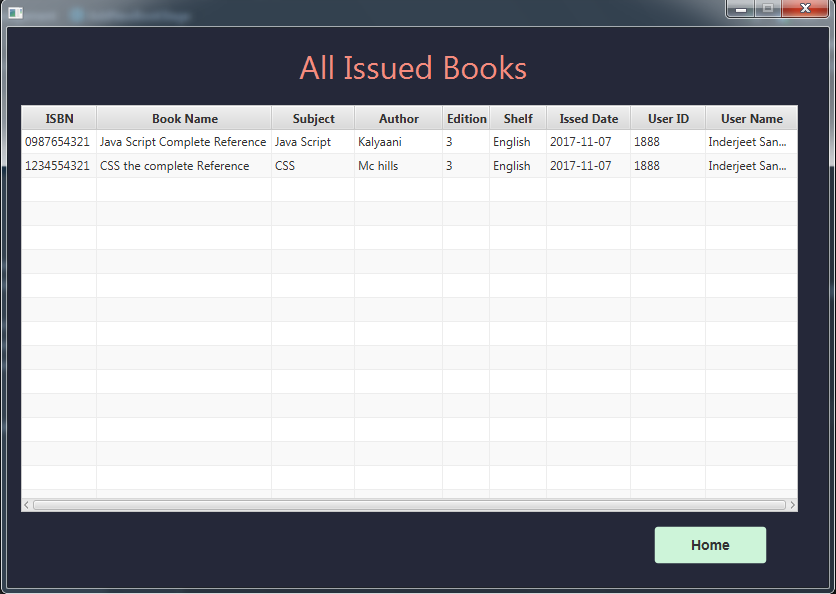 All Issued Books
ISBN Book Name Subject Author Edition Shelf Issed Date User ID User Name
0987654321 Java Script Complete Reference Java Script Kalyaani 3 English 2017-11-07 1888 Inderjeet San...
1234554321 CSS the complete Reference CSS Mc hills 3 English 2017-11-07 1888 Inderjeet San...
Home